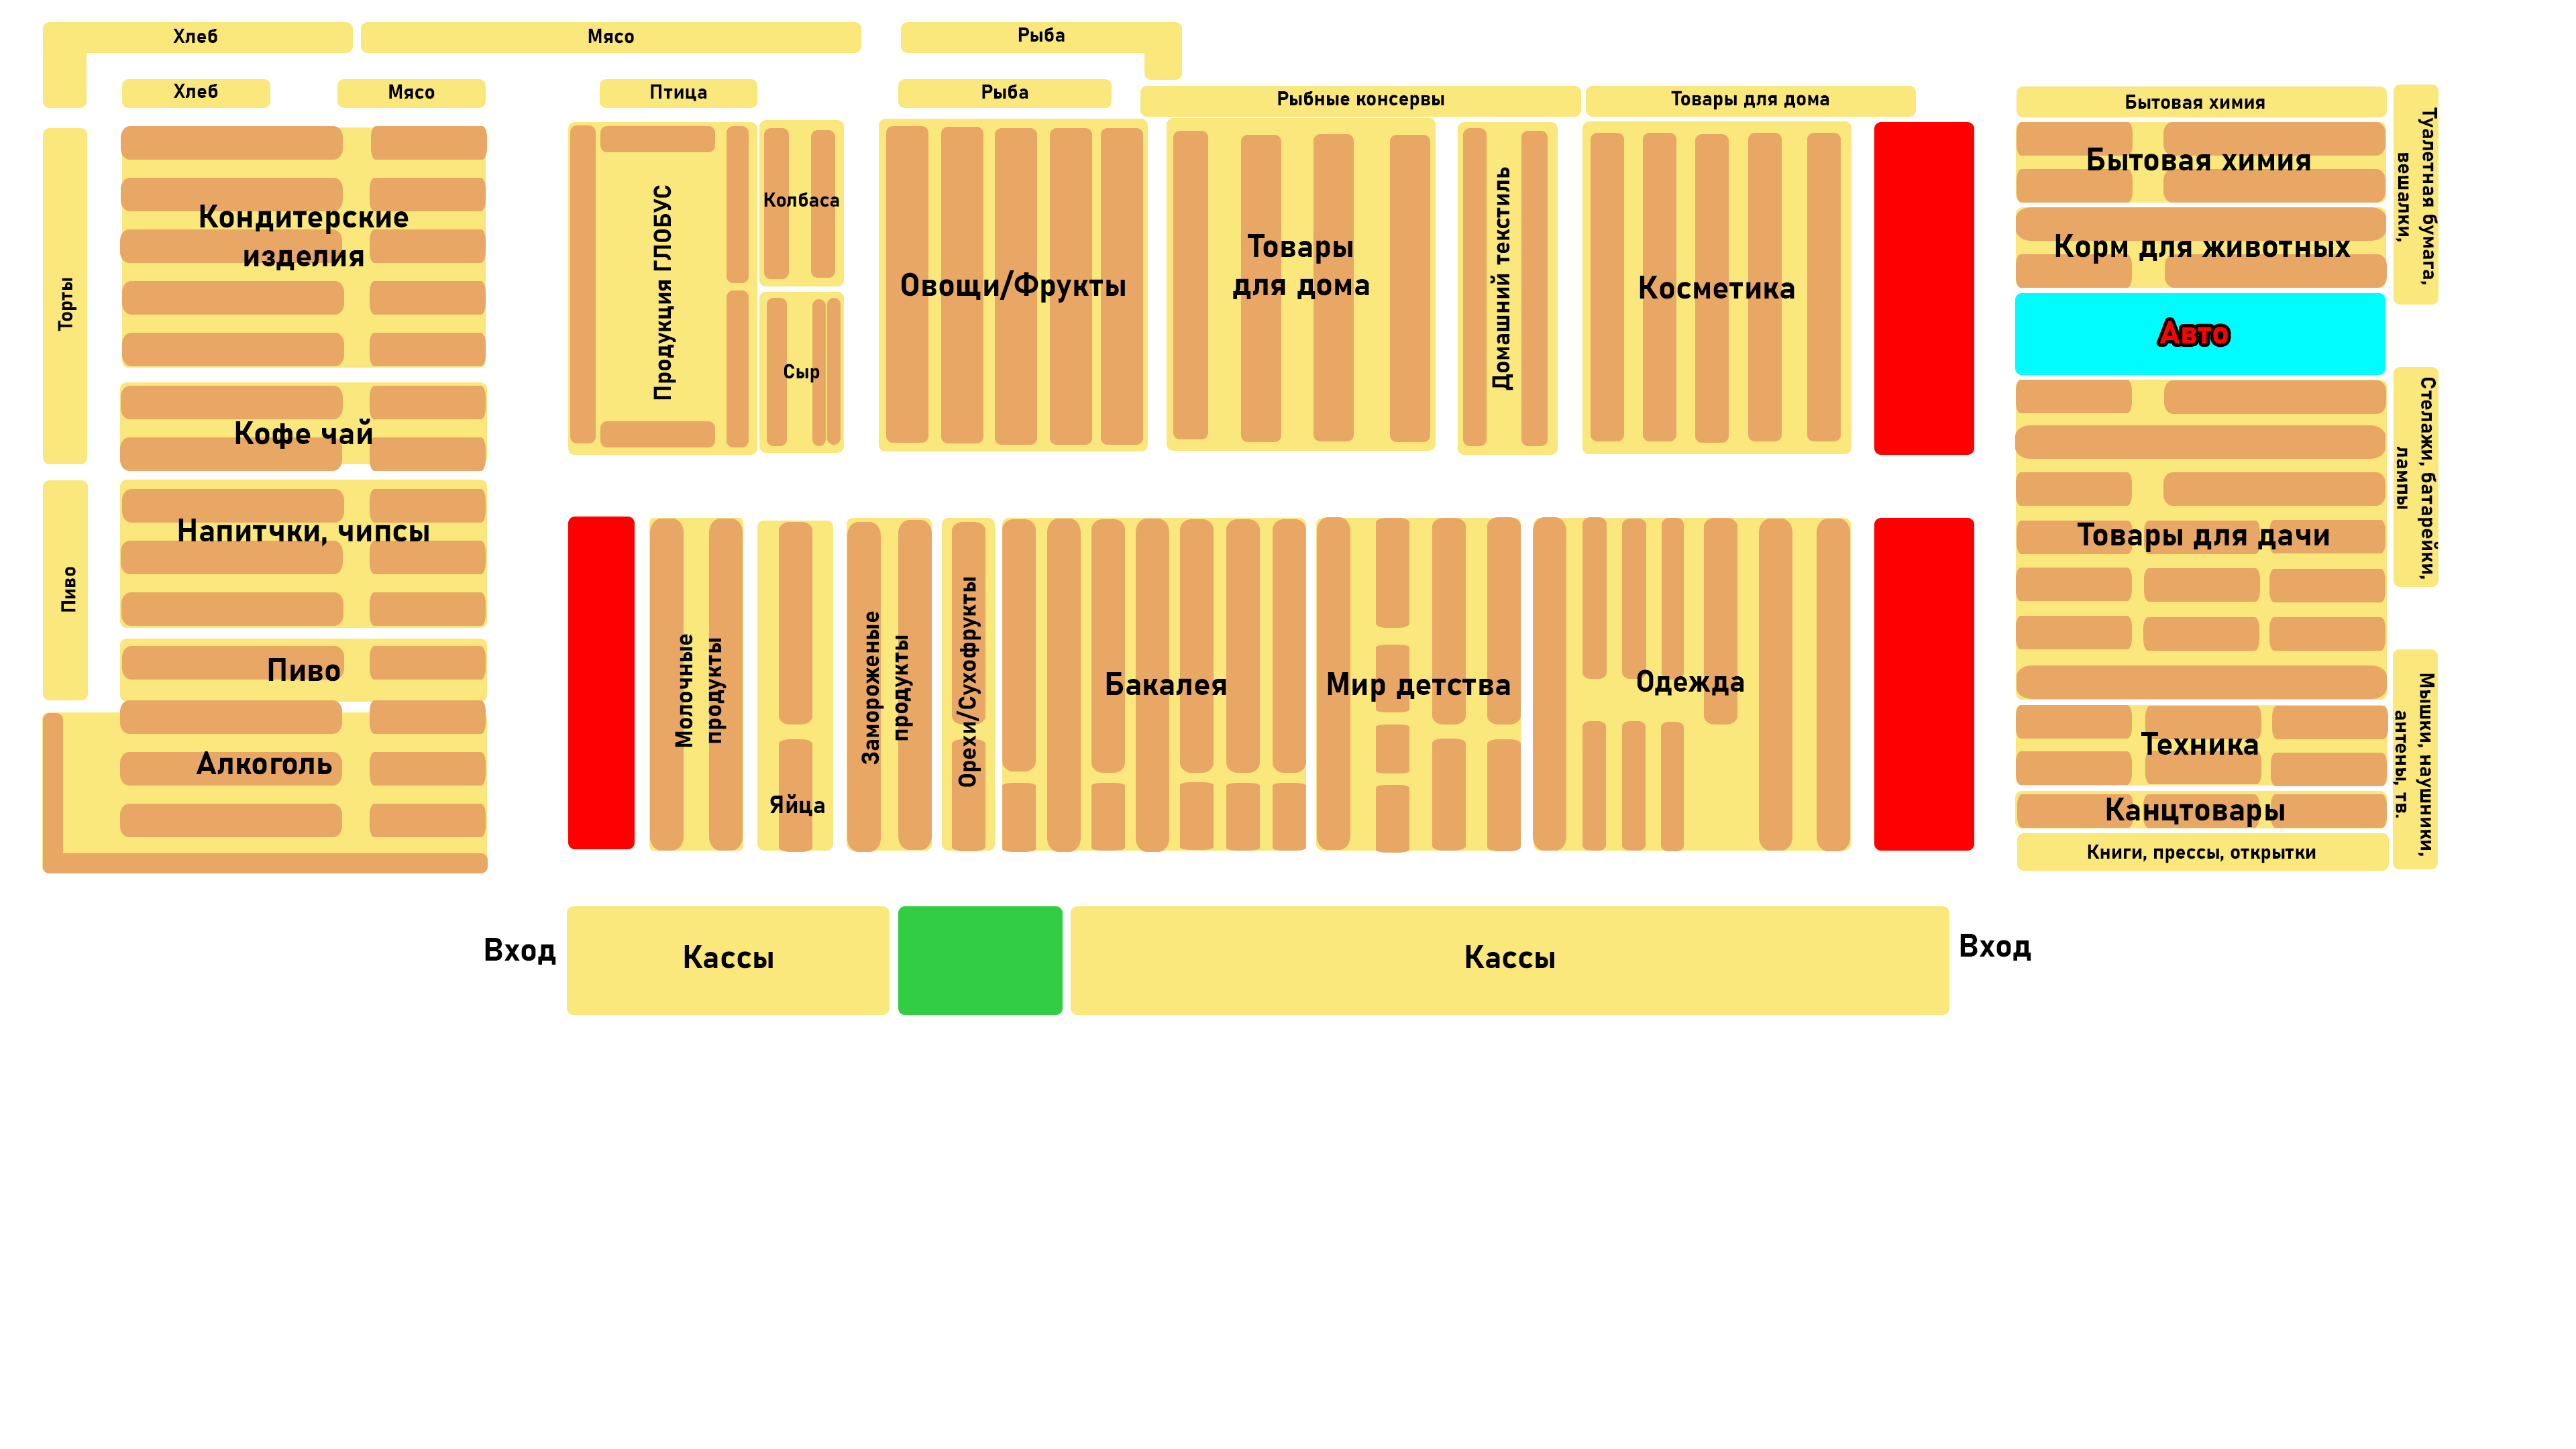 Хлеб
Мясо
Рыба
Хлеб
Мясо
Птица
Рыба
Рыбные консервы
Товары для дома
Бытовая химия
Туалетная бумага,
вешалки,
Торты
Кондитерские
изделия
Продукция ГЛОБУС
Колбаса
Сыр
Овощи/Фрукты
Товары
для дома
Домашний текстиль
Косметика
Бытовая химия
Корм для животных
Авто
Стелажи, батарейки,
лампы
Кофе чай
Пиво
Напитчки, чипсы
Пиво
Алкоголь
Молочные
продукты
Яйца
Замороженые
продукты
Орехи/Сухофрукты
Бакалея
Мир детства
Одежда
Товары для дачи
Техника
Канцтовары
Книги, прессы, открытки
Мышки, наушники,
антены, тв.
Вход
Кассы
Кассы
Вход